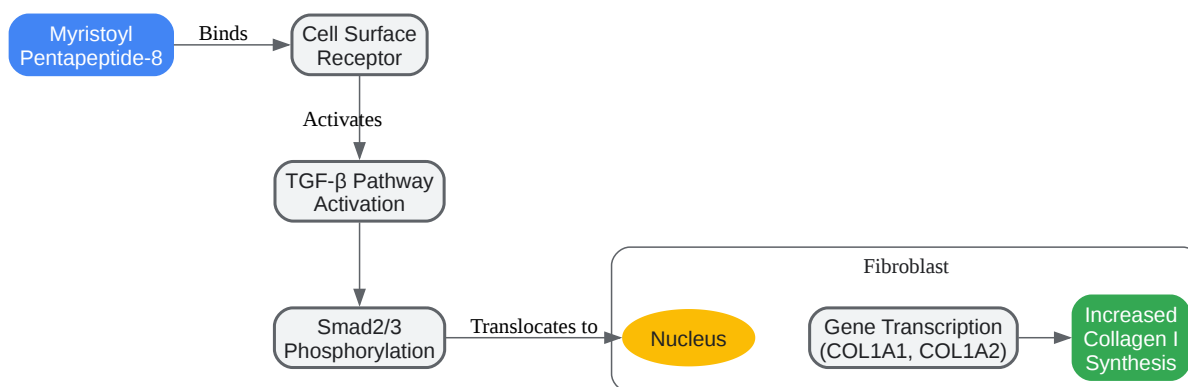 Myristoyl
Pentapeptide-8
Binds
Cell Surface
Receptor
Activates
TGF-β Pathway
Activation
Smad2/3
Phosphorylation
Translocates to
Fibroblast
Nucleus
Gene Transcription
(COL1A1, COL1A2)
Increased
Collagen I
Synthesis